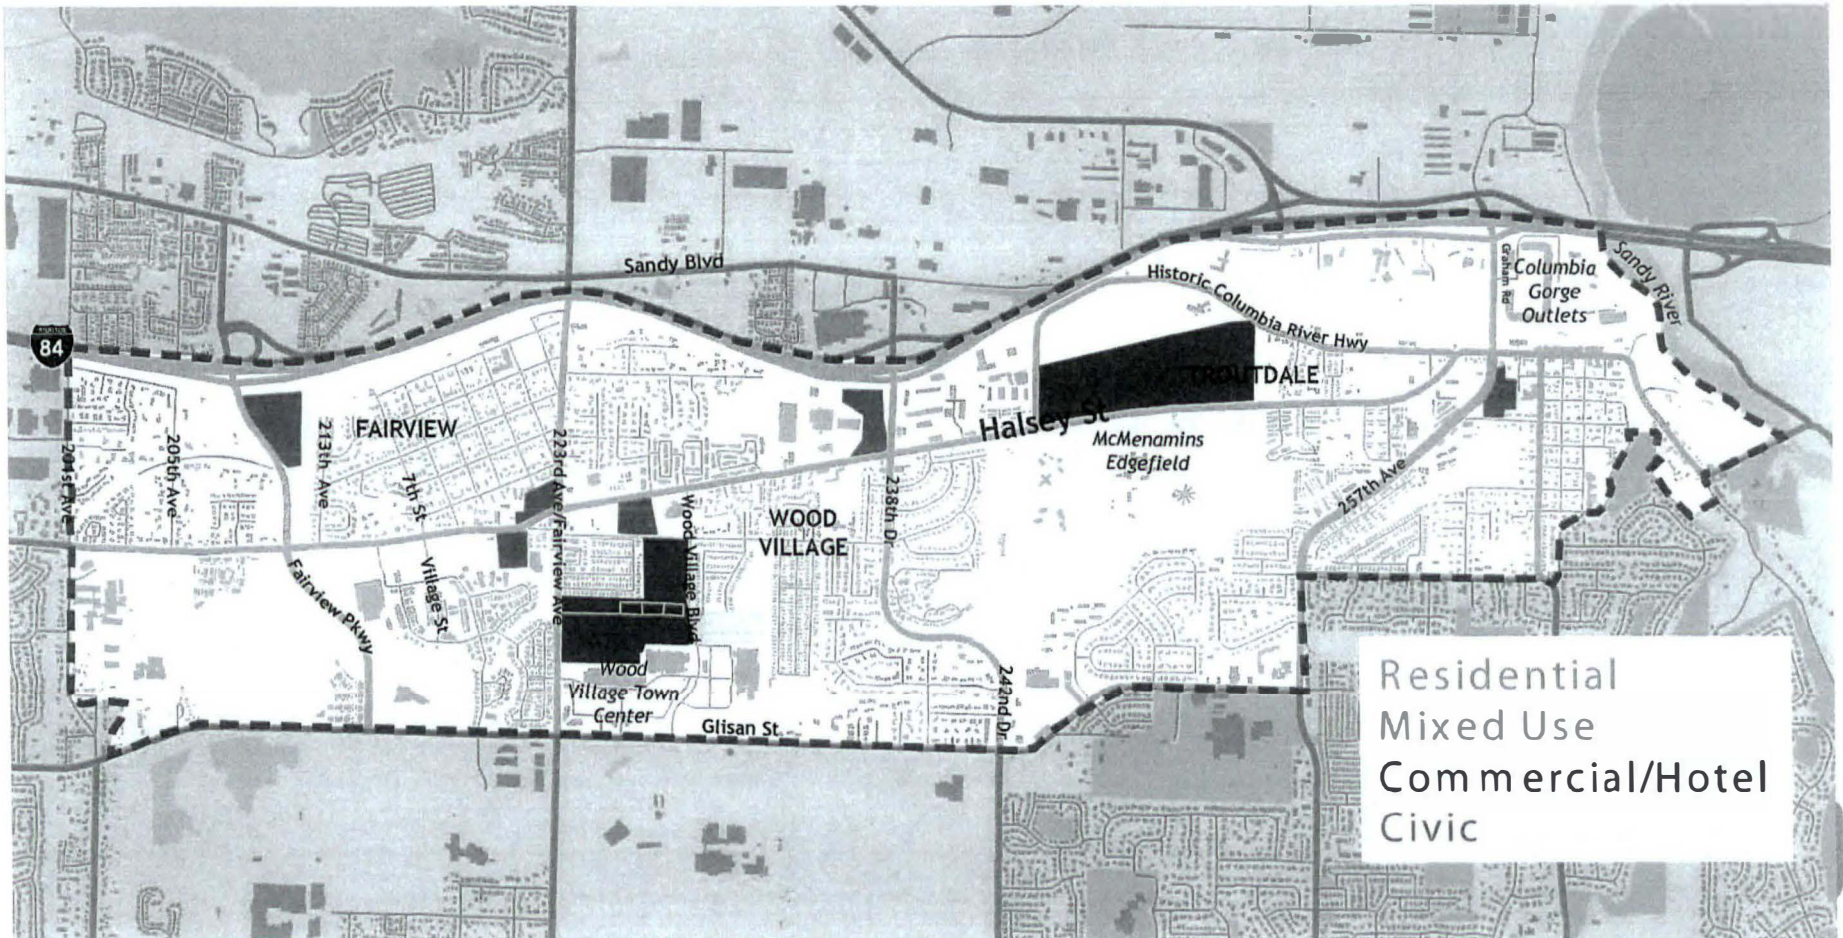 Sandy Blvd
Historic Columbia River Hwy
Graham Rd
Columbia
Gorge
Outlets
Sandy River
84
TROUTDALE
FAIRVIEW
Halsey St
McMenamins
Edgefield
201st Ave
205th Ave
213th Ave
7th St
223rd Ave/Fairview Ave
Wood Village Blvd
WOOD
VILLAGE
238th Dr
257th Ave
Fairview Pkwy
Village St
Wood
Village Town
Center
Glisan St
242nd Dr
Residential
Mixed Use
Commercial/Hotel
Civic